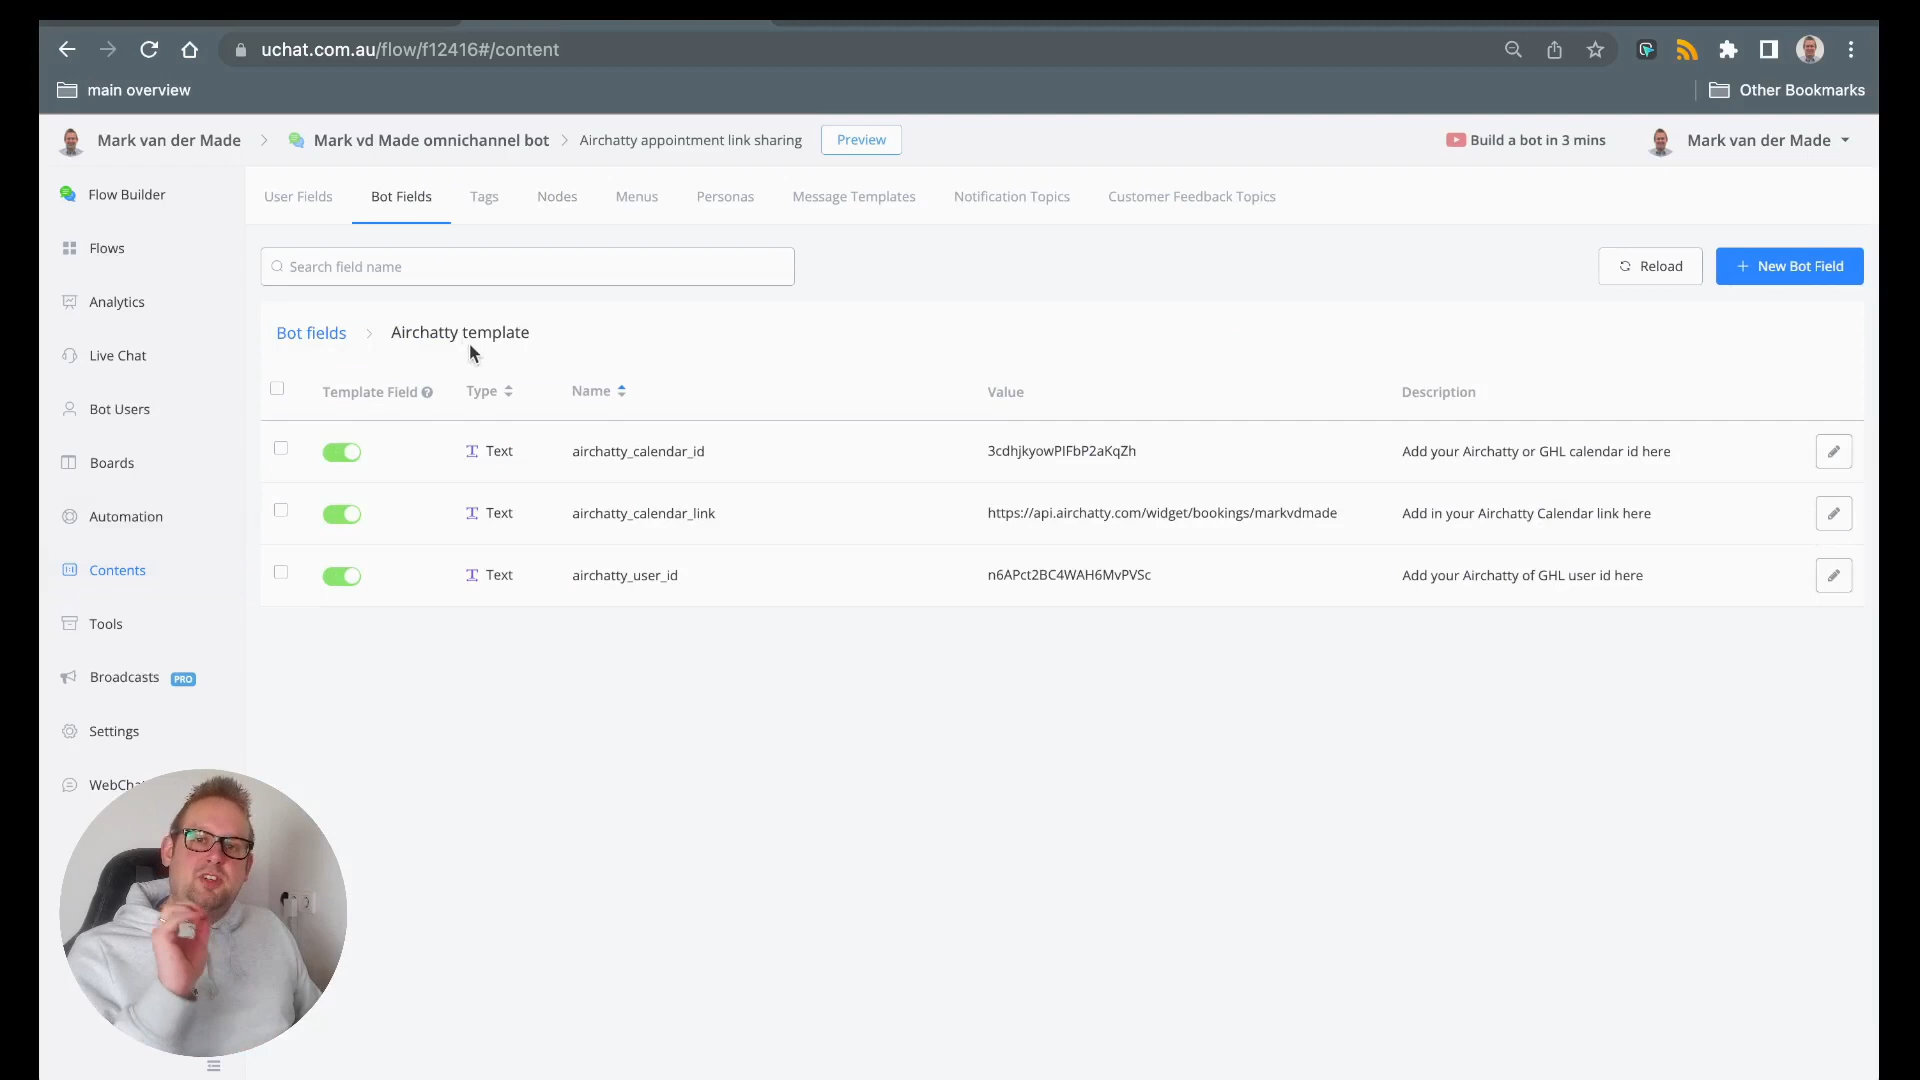 uchat.com.au/flow/f12416#/content
main overview
Other Bookmarks
Mark van der Made
Mark vd Made omnichannel bot
Airchatty appointment link sharing
Preview
Build a bot in 3 mins
Mark van der Made
Flow Builder
Flows
Analytics
Live Chat
Bot Users
Boards
Automation
Contents
Tools
Broadcasts PRO
Settings
WebCha
User Fields
Bot Fields
Tags
Nodes
Menus
Personas
Message Templates
Notification Topics
Customer Feedback Topics
Search field name
Reload
+ New Bot Field
Bot fields > Airchatty template
Template Field ? Type Name Value Description
Text airchatty_calendar_id 3cdhjkyowPIFbP2aKqZh Add your Airchatty or GHL calendar id here
Text airchatty_calendar_link https://api.airchatty.com/widget/bookings/markvdmade Add in your Airchatty Calendar link here
Text airchatty_user_id n6APct2BC4WAH6MvPVSc Add your Airchatty of GHL user id here